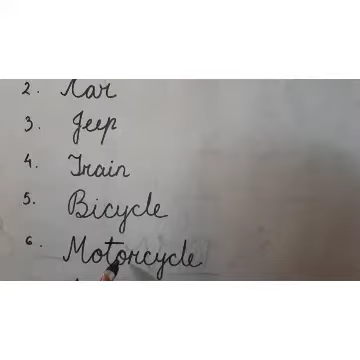 2. Car
3. Jeep
4. Train
5. Bicycle
6. Motorcycle